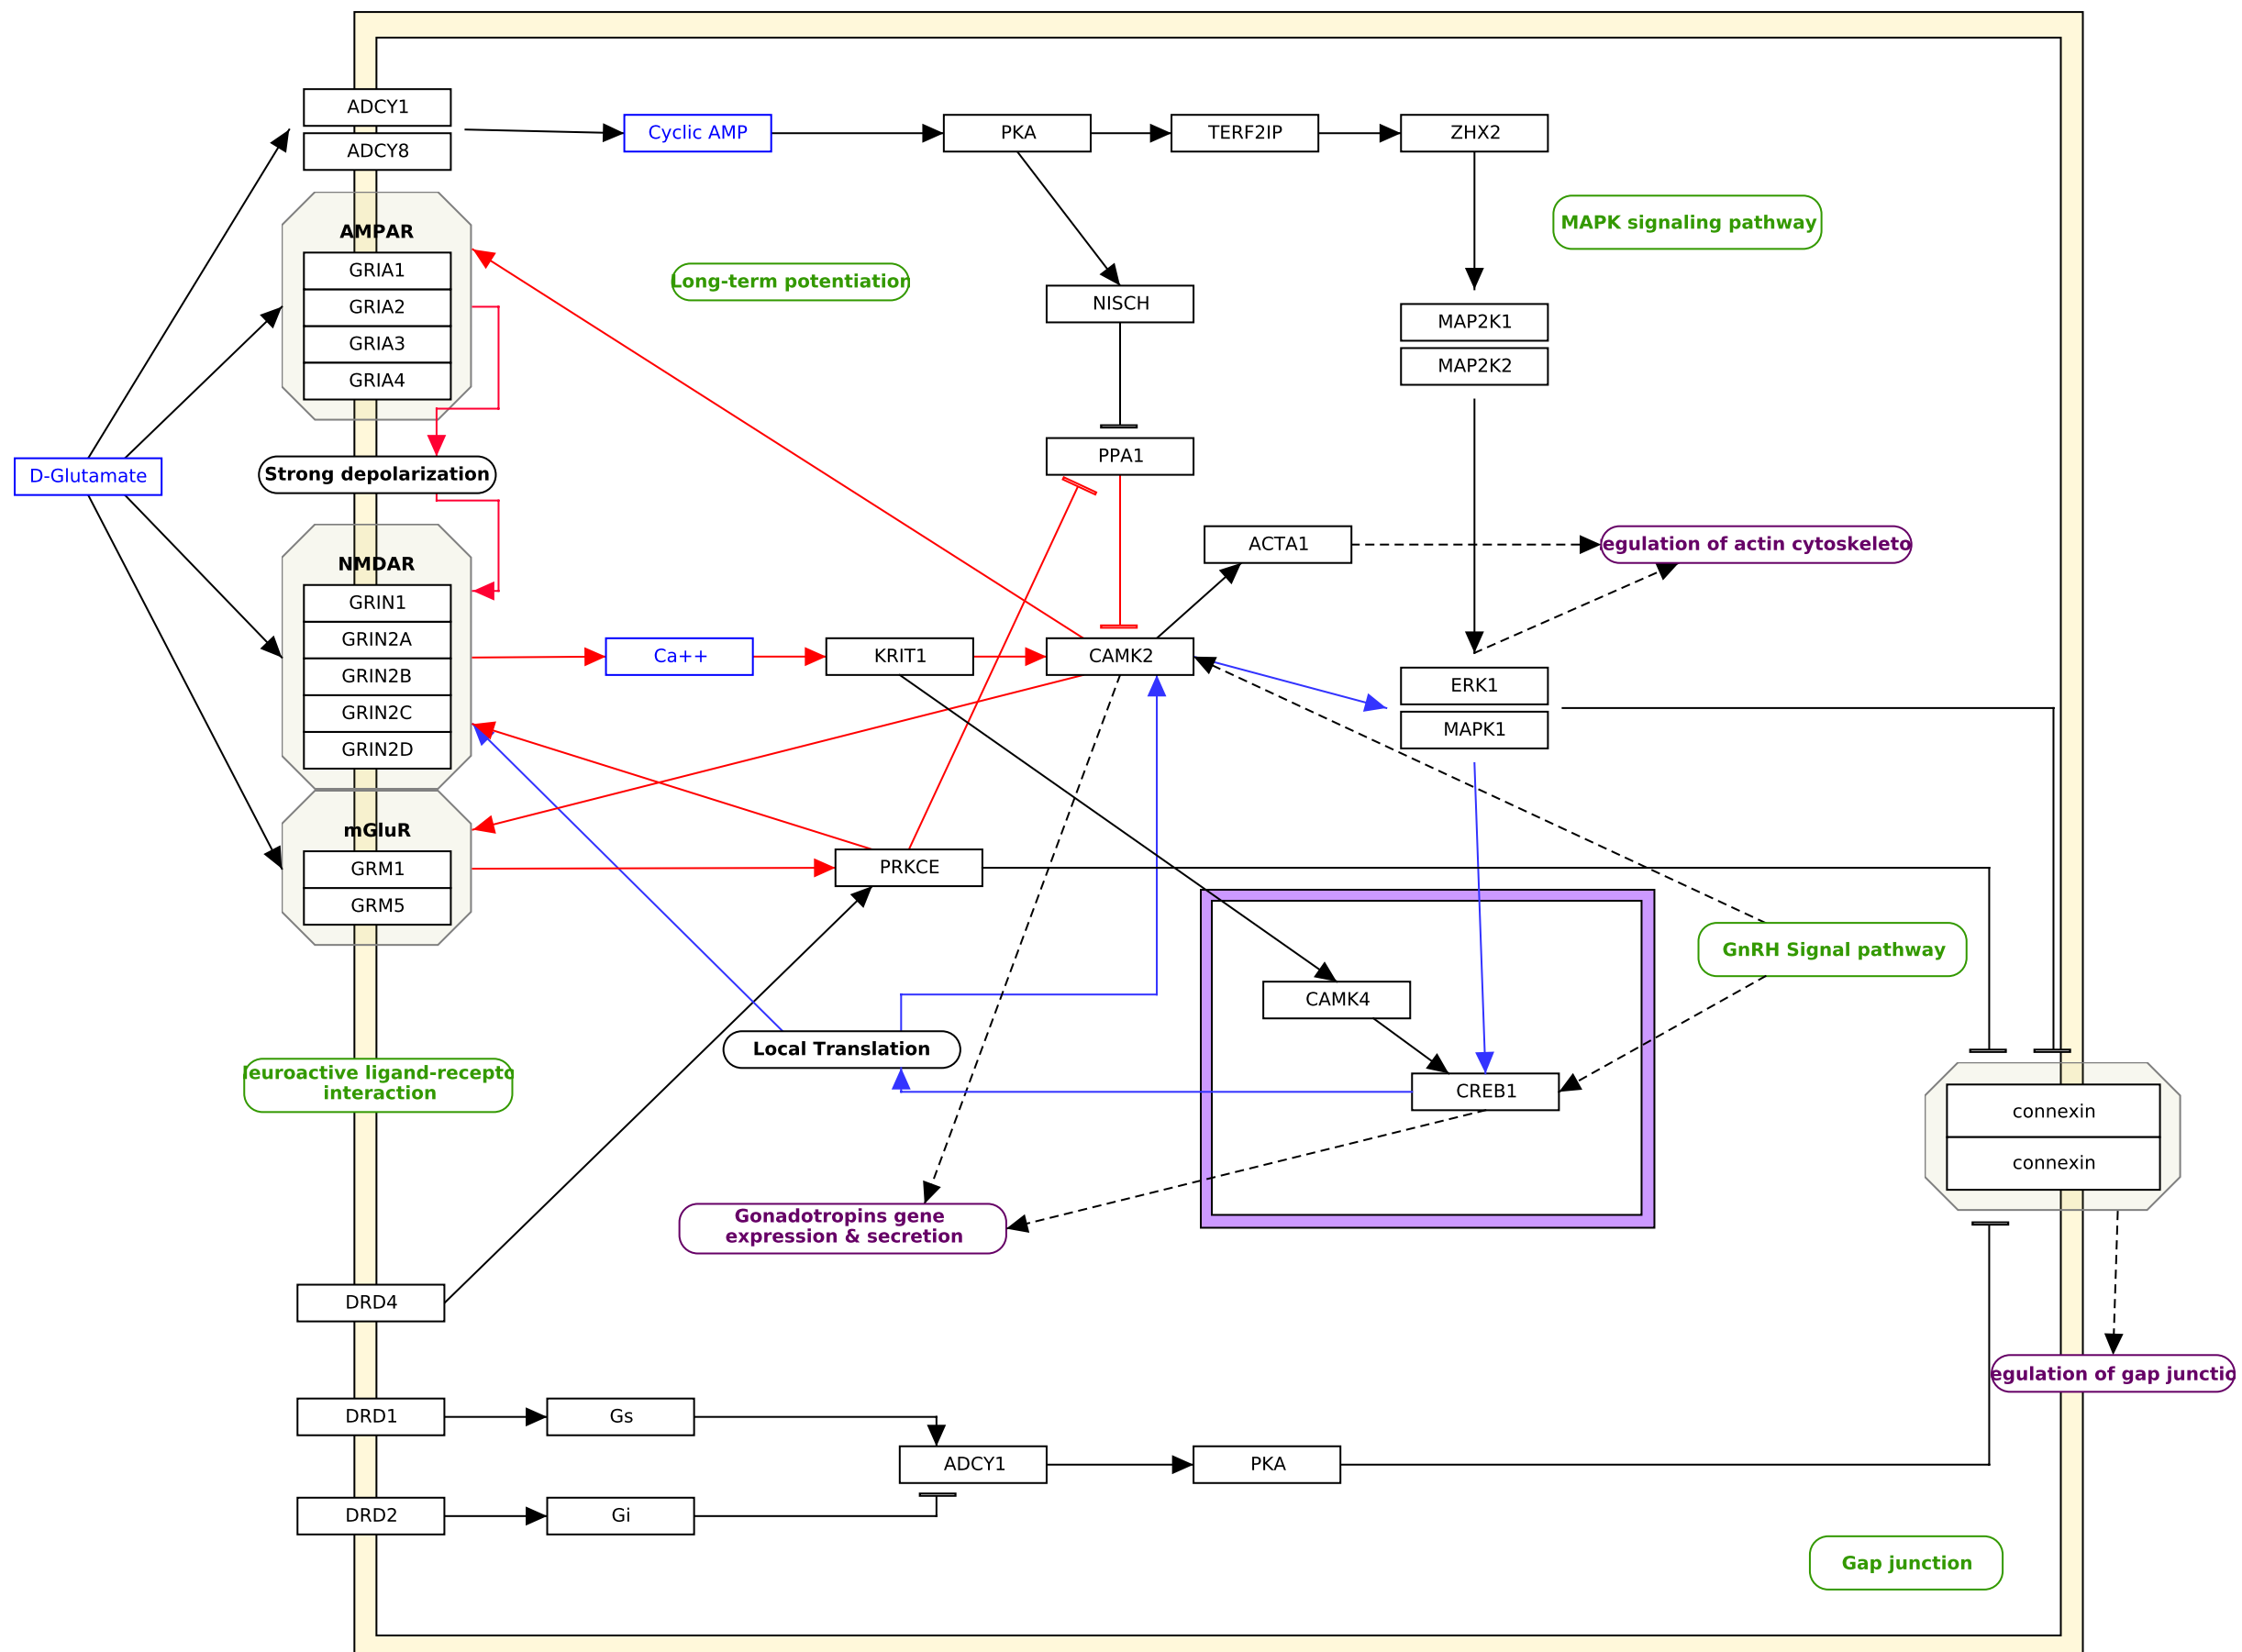 ADCY1
ADCY8
Cyclic AMP
PKA
TERF2IP
ZHX2
MAPK signaling pathway
AMPAR
GRIA1
GRIA2
GRIA3
GRIA4
Long-term potentiation
NISCH
MAP2K1
MAP2K2
PPA1
D-Glutamate
Strong depolarization
ACTA1
egulation of actin cytoskeleto
NMDAR
GRIN1
GRIN2A
GRIN2B
GRIN2C
GRIN2D
Ca++
KRIT1
CAMK2
ERK1
MAPK1
mGluR
GRM1
GRM5
PRKCE
GnRH Signal pathway
CAMK4
Local Translation
CREB1
euroactive ligand-recepto
interaction
connexin
connexin
Gonadotropins gene
expression & secretion
DRD4
egulation of gap junctio
DRD1
Gs
ADCY1
PKA
DRD2
Gi
Gap junction